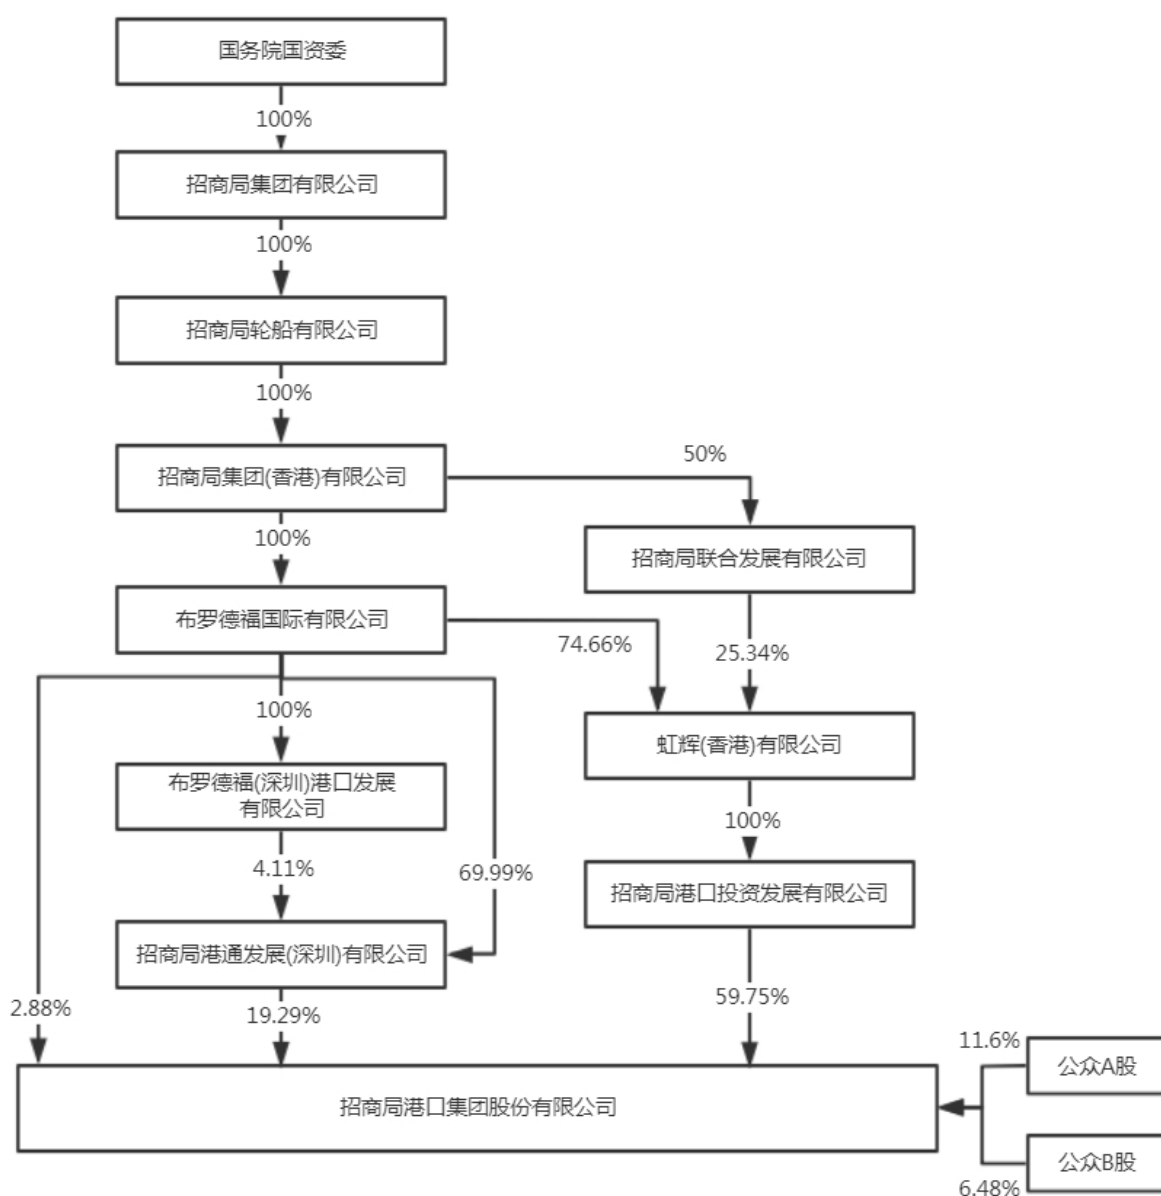 国务院国资委
100%
招商局集团有限公司
100%
招商局轮船有限公司
100%
招商局集团(香港)有限公司
50%
100%
招商局联合发展有限公司
布罗德福国际有限公司
74.66%
25.34%
100%
虹辉(香港)有限公司
布罗德福(深圳)港口发展
有限公司
100%
4.11%
69.99%
招商局港口投资发展有限公司
招商局港通发展(深圳)有限公司
2.88%
19.29%
59.75%
11.6%
公众A股
招商局港口集团股份有限公司
公众B股
6.48%